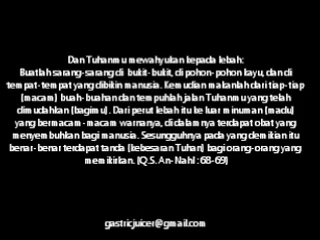 Dan Tuhanmu mewahyukan kepada lebah:
Buatlah sarang-sarang di bukit-bukit, di pohon-pohon kayu, dan di
tempat-tempat yang dibikin manusia. Kemudian makanlah dari tiap-tiap
[macam] buah-buahan dan tempuhlah jalan Tuhanmu yang telah
dimudahkan [bagimu]. Dari perut lebah itu ke luar minuman [madu]
yang bermacam-macam warnanya, di dalamnya terdapat obat yang
menyembuhkan bagi manusia. Sesungguhnya pada yang demikian itu
benar-benar terdapat tanda [kebesaran Tuhan] bagi orang-orang yang
memikirkan. [Q.S. An-Nahl : 68-69]
gastricjuicer@gmail.com